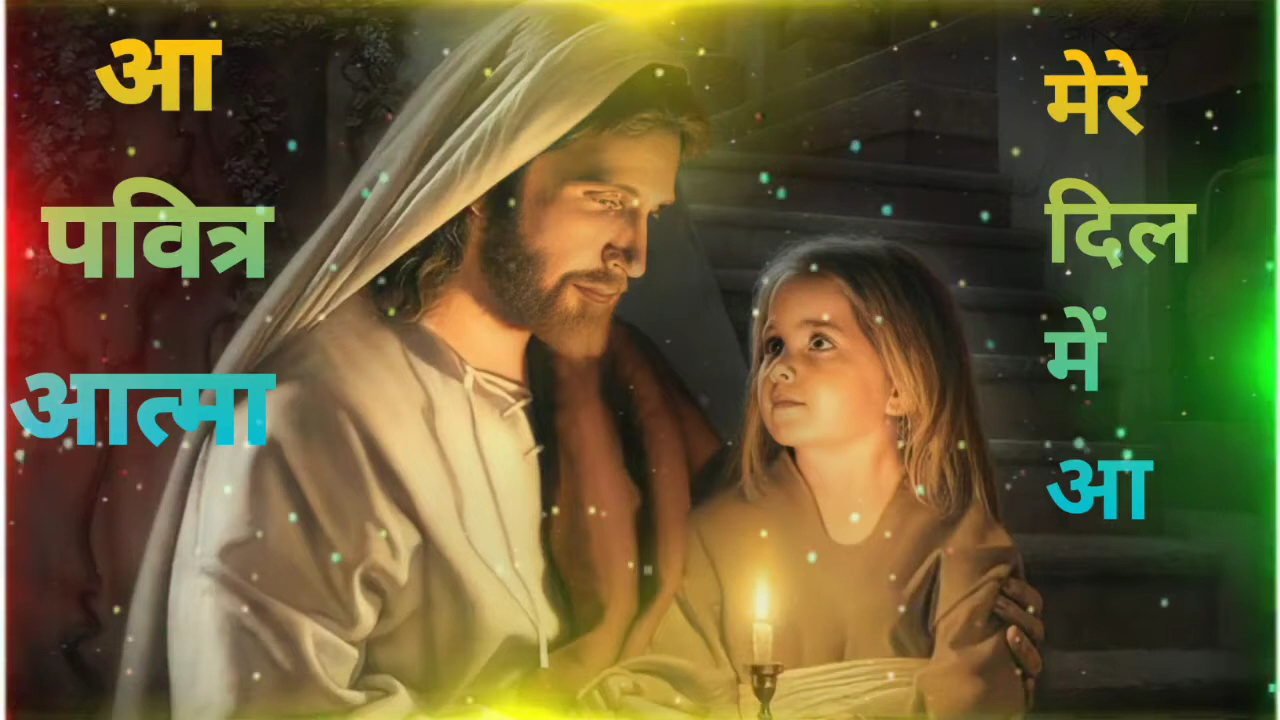 आ
पवित्र
आत्मा
मेरे
दिल
में
आ